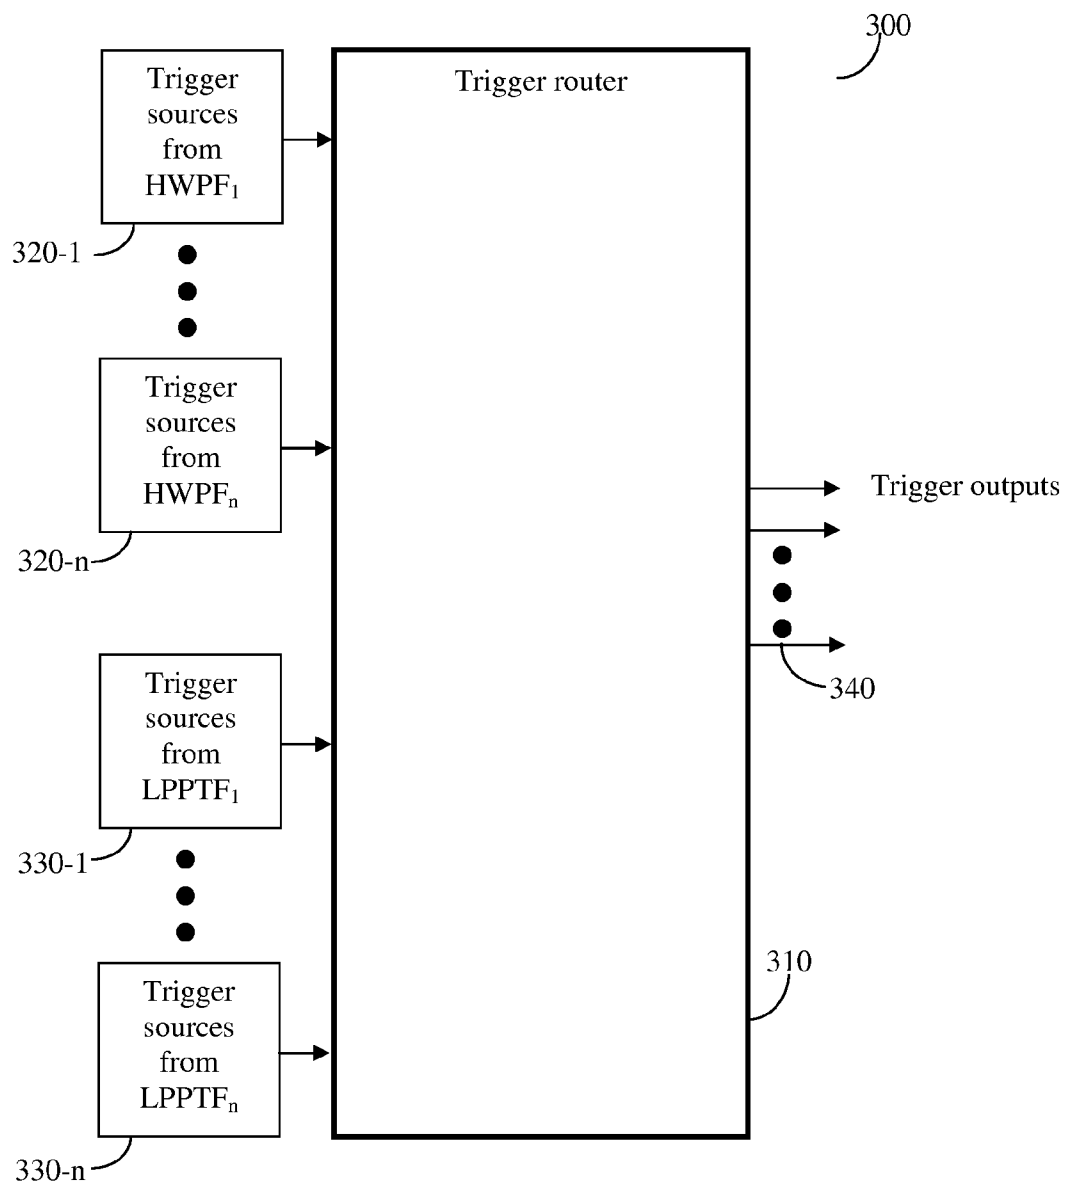 300
Trigger
sources
from
HWPF₁
Trigger router
320-1
Trigger
sources
from
HWPFₙ
320-n
Trigger outputs
340
Trigger
sources
from
LPPTF₁
330-1
310
Trigger
sources
from
LPPTFₙ
330-n